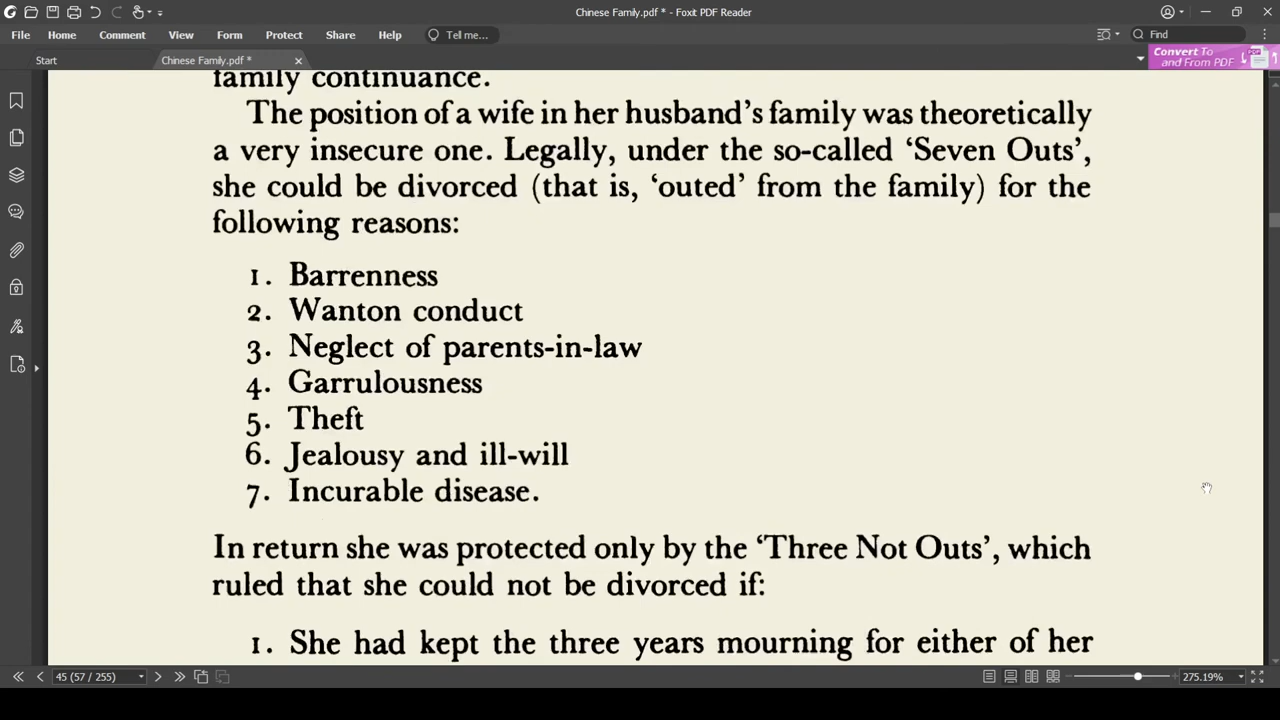 Chinese Family.pdf * - Foxit PDF Reader
File Home Comment View Form Protect Share Help Tell me... Find
Start Chinese Family.pdf * Convert To
and From PDF
family continuance.
The position of a wife in her husband's family was theoretically
a very insecure one. Legally, under the so-called ‘Seven Outs’,
she could be divorced (that is, ‘outed’ from the family) for the
following reasons:
1. Barrenness
2. Wanton conduct
3. Neglect of parents-in-law
4. Garrulousness
5. Theft
6. Jealousy and ill-will
7. Incurable disease.
In return she was protected only by the ‘Three Not Outs’, which
ruled that she could not be divorced if:
1. She had kept the three years mourning for either of her
45 (57 / 255) 275.19%